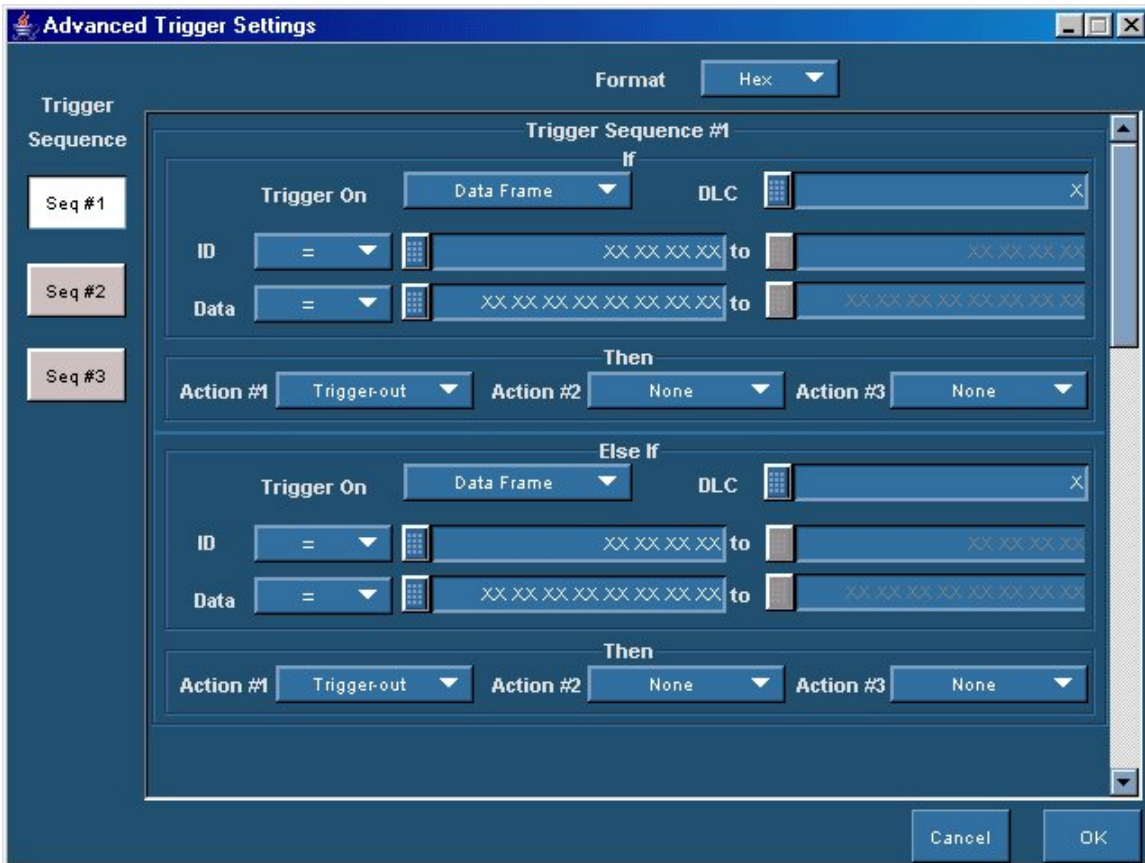 Advanced Trigger Settings
Format Hex
Trigger
Sequence
Seq #1
Seq #2
Seq #3
Trigger Sequence #1
If
Trigger On Data Frame DLC X
ID = XX XX XX XX to XX XX XX XX
Data = XX XX XX XX XX XX XX XX to XX XX XX XX XX XX XX XX
Then
Action #1 Trigger-out Action #2 None Action #3 None
Else If
Trigger On Data Frame DLC X
ID = XX XX XX XX to XX XX XX XX
Data = XX XX XX XX XX XX XX XX to XX XX XX XX XX XX XX XX
Then
Action #1 Trigger-out Action #2 None Action #3 None
Cancel OK